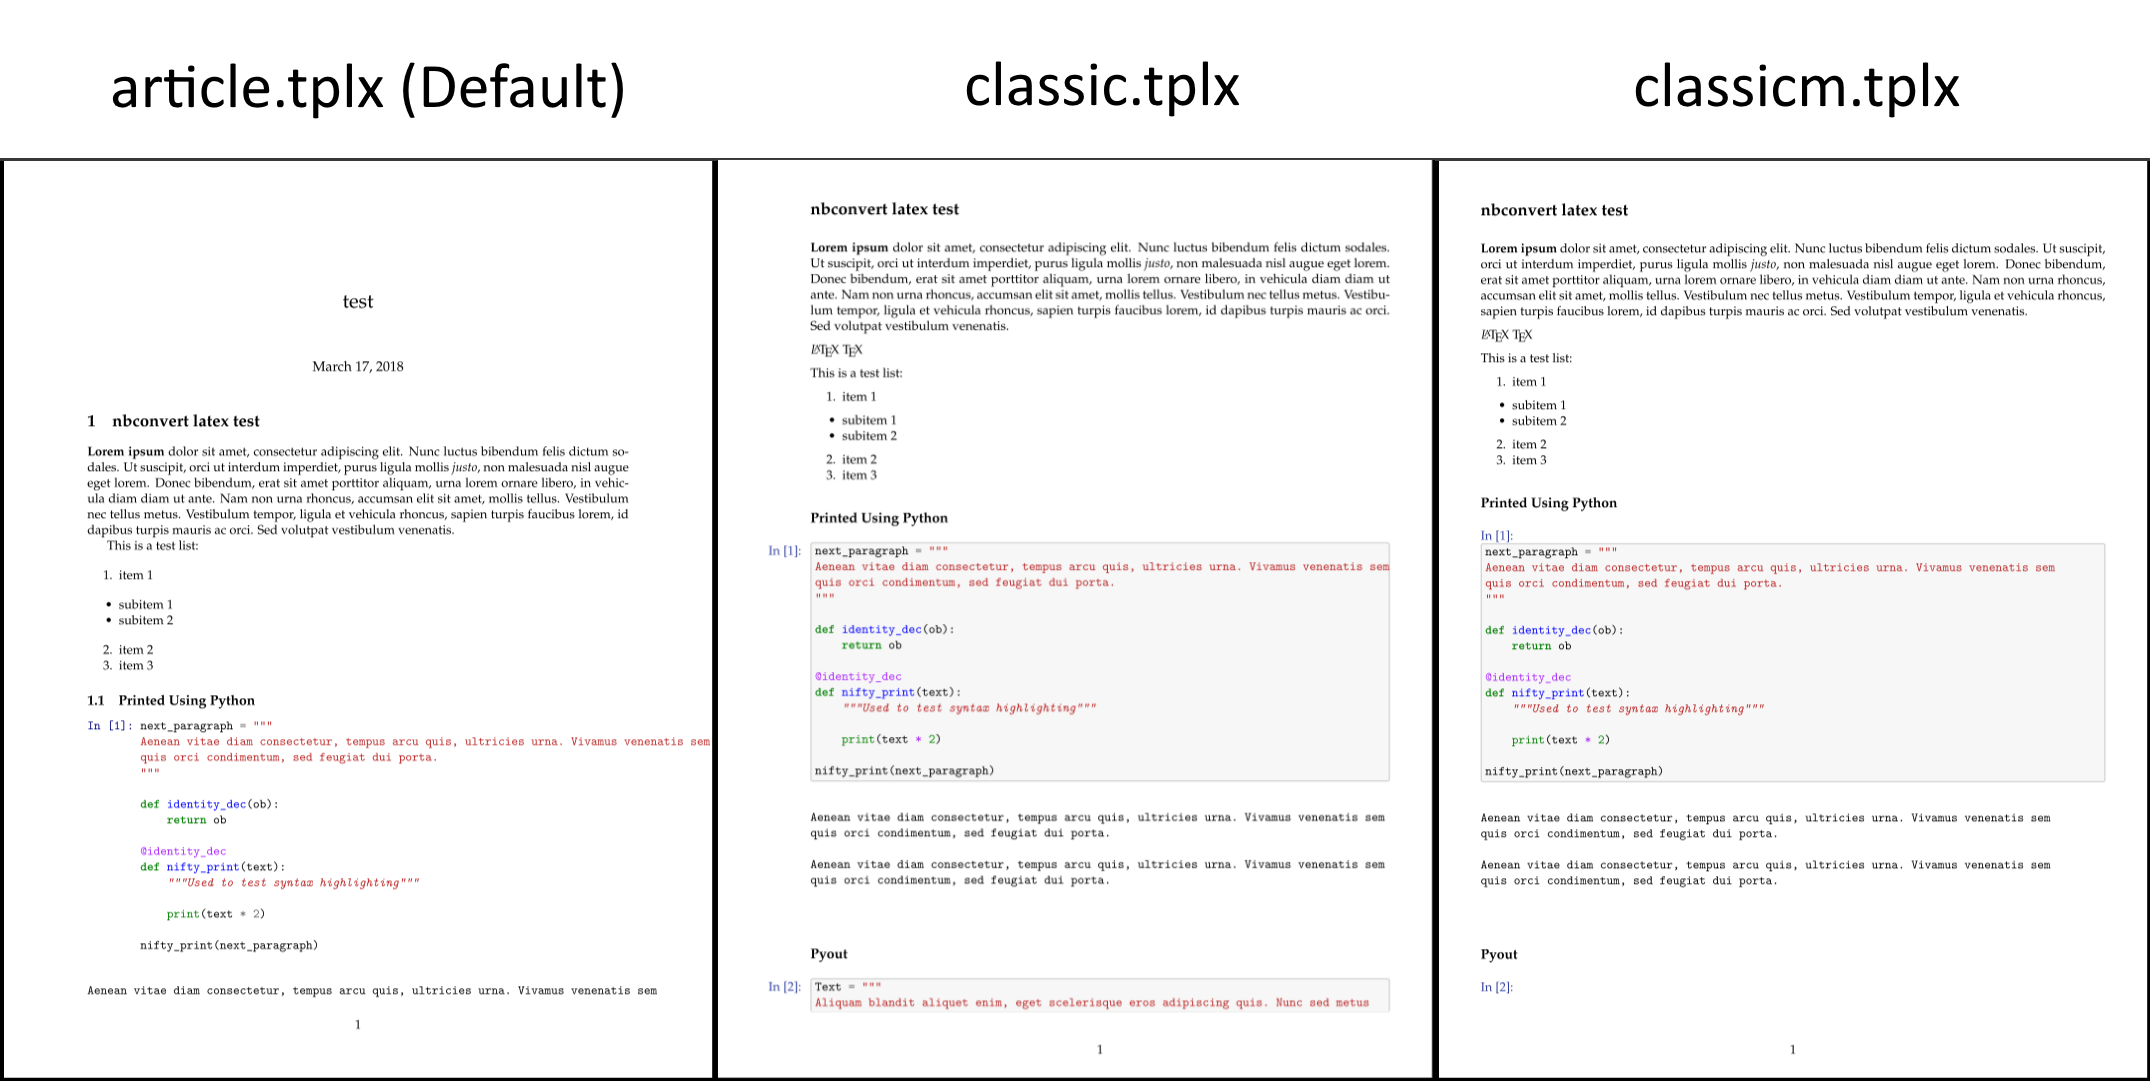 article.tplx (Default)
classic.tplx
classicm.tplx
test
March 17, 2018
1 nbconvert latex test
Lorem ipsum dolor sit amet, consectetur adipiscing elit. Nunc luctus bibendum felis dictum so-
dales. Ut suscipit, orci ut interdum imperdiet, purus ligula mollis justo, non malesuada nisl augue
eget lorem. Donec bibendum, erat sit amet porttitor aliquam, urna lorem ornare libero, in vehic-
ula diam diam ut ante. Nam non urna rhoncus, accumsan elit sit amet, mollis tellus. Vestibulum
nec tellus metus. Vestibulum tempor, ligula et vehicula rhoncus, sapien turpis faucibus lorem, id
dapibus turpis mauris ac orci. Sed volutpat vestibulum venenatis.
This is a test list:
1. item 1
• subitem 1
• subitem 2
2. item 2
3. item 3
1.1 Printed Using Python
In [1]: next_paragraph = """
Aenean vitae diam consectetur, tempus arcu quis, ultricies urna. Vivamus venenatis sem
quis orci condimentum, sed feugiat dui porta.
"""
def identity_dec(ob):
return ob
@identity_dec
def nifty_print(text):
"""Used to test syntax highlighting"""
print(text * 2)
nifty_print(next_paragraph)
Aenean vitae diam consectetur, tempus arcu quis, ultricies urna. Vivamus venenatis sem
1
nbconvert latex test
Lorem ipsum dolor sit amet, consectetur adipiscing elit. Nunc luctus bibendum felis dictum sodales.
Ut suscipit, orci ut interdum imperdiet, purus ligula mollis justo, non malesuada nisl augue eget lorem.
Donec bibendum, erat sit amet porttitor aliquam, urna lorem ornare libero, in vehicula diam diam ut
ante. Nam non urna rhoncus, accumsan elit sit amet, mollis tellus. Vestibulum nec tellus metus. Vestibu-
lum tempor, ligula et vehicula rhoncus, sapien turpis faucibus lorem, id dapibus turpis mauris ac orci.
Sed volutpat vestibulum venenatis.
LATEX TEX
This is a test list:
1. item 1
• subitem 1
• subitem 2
2. item 2
3. item 3
Printed Using Python
In [1]: next_paragraph = """
Aenean vitae diam consectetur, tempus arcu quis, ultricies urna. Vivamus venenatis sem
quis orci condimentum, sed feugiat dui porta.
"""
def identity_dec(ob):
return ob
@identity_dec
def nifty_print(text):
"""Used to test syntax highlighting"""
print(text * 2)
nifty_print(next_paragraph)
Aenean vitae diam consectetur, tempus arcu quis, ultricies urna. Vivamus venenatis sem
quis orci condimentum, sed feugiat dui porta.
Aenean vitae diam consectetur, tempus arcu quis, ultricies urna. Vivamus venenatis sem
quis orci condimentum, sed feugiat dui porta.
Pyout
In [2]: Text = """
Aliquam blandit aliquet enim, eget scelerisque eros adipiscing quis. Nunc sed metus
1
nbconvert latex test
Lorem ipsum dolor sit amet, consectetur adipiscing elit. Nunc luctus bibendum felis dictum sodales. Ut suscipit,
orci ut interdum imperdiet, purus ligula mollis justo, non malesuada nisl augue eget lorem. Donec bibendum,
erat sit amet porttitor aliquam, urna lorem ornare libero, in vehicula diam diam ut ante. Nam non urna rhoncus,
accumsan elit sit amet, mollis tellus. Vestibulum nec tellus metus. Vestibulum tempor, ligula et vehicula rhoncus,
sapien turpis faucibus lorem, id dapibus turpis mauris ac orci. Sed volutpat vestibulum venenatis.
LATEX TEX
This is a test list:
1. item 1
• subitem 1
• subitem 2
2. item 2
3. item 3
Printed Using Python
In [1]:
next_paragraph = """
Aenean vitae diam consectetur, tempus arcu quis, ultricies urna. Vivamus venenatis sem
quis orci condimentum, sed feugiat dui porta.
"""
def identity_dec(ob):
return ob
@identity_dec
def nifty_print(text):
"""Used to test syntax highlighting"""
print(text * 2)
nifty_print(next_paragraph)
Aenean vitae diam consectetur, tempus arcu quis, ultricies urna. Vivamus venenatis sem
quis orci condimentum, sed feugiat dui porta.
Aenean vitae diam consectetur, tempus arcu quis, ultricies urna. Vivamus venenatis sem
quis orci condimentum, sed feugiat dui porta.
Pyout
In [2]:
1